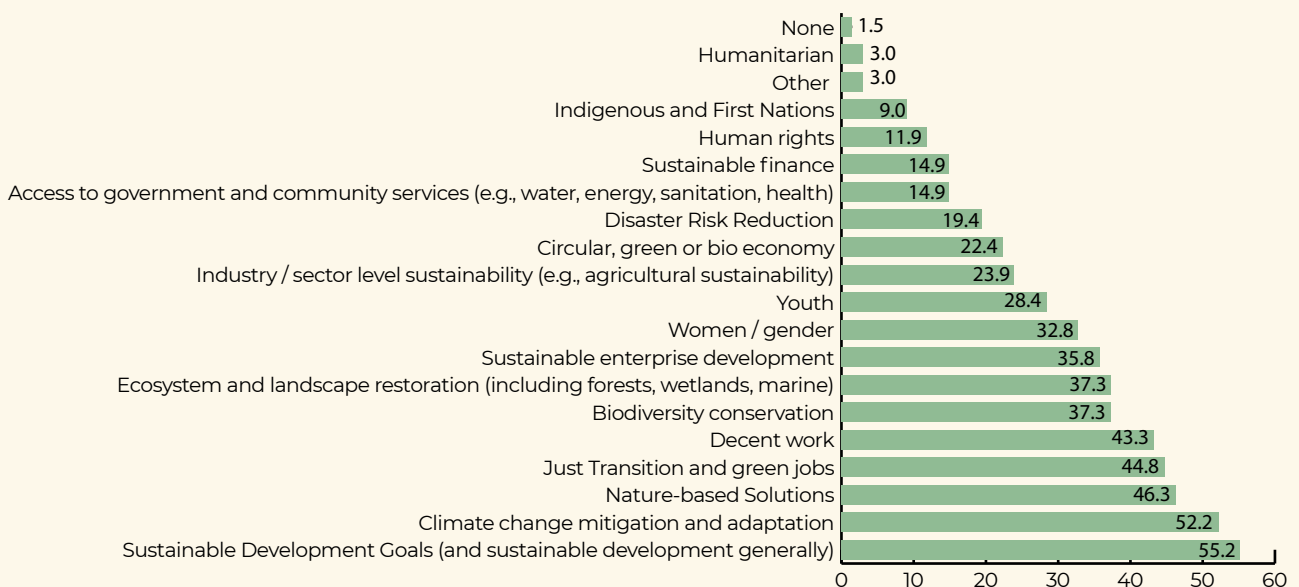 None 1.5
Humanitarian 3.0
Other 3.0
Indigenous and First Nations 9.0
Human rights 11.9
Sustainable finance 14.9
Access to government and community services (e.g., water, energy, sanitation, health) 14.9
Disaster Risk Reduction 19.4
Circular, green or bio economy 22.4
Industry / sector level sustainability (e.g., agricultural sustainability) 23.9
Youth 28.4
Women / gender 32.8
Sustainable enterprise development 35.8
Ecosystem and landscape restoration (including forests, wetlands, marine) 37.3
Biodiversity conservation 37.3
Decent work 43.3
Just Transition and green jobs 44.8
Nature-based Solutions 46.3
Climate change mitigation and adaptation 52.2
Sustainable Development Goals (and sustainable development generally) 55.2
0 10 20 30 40 50 60